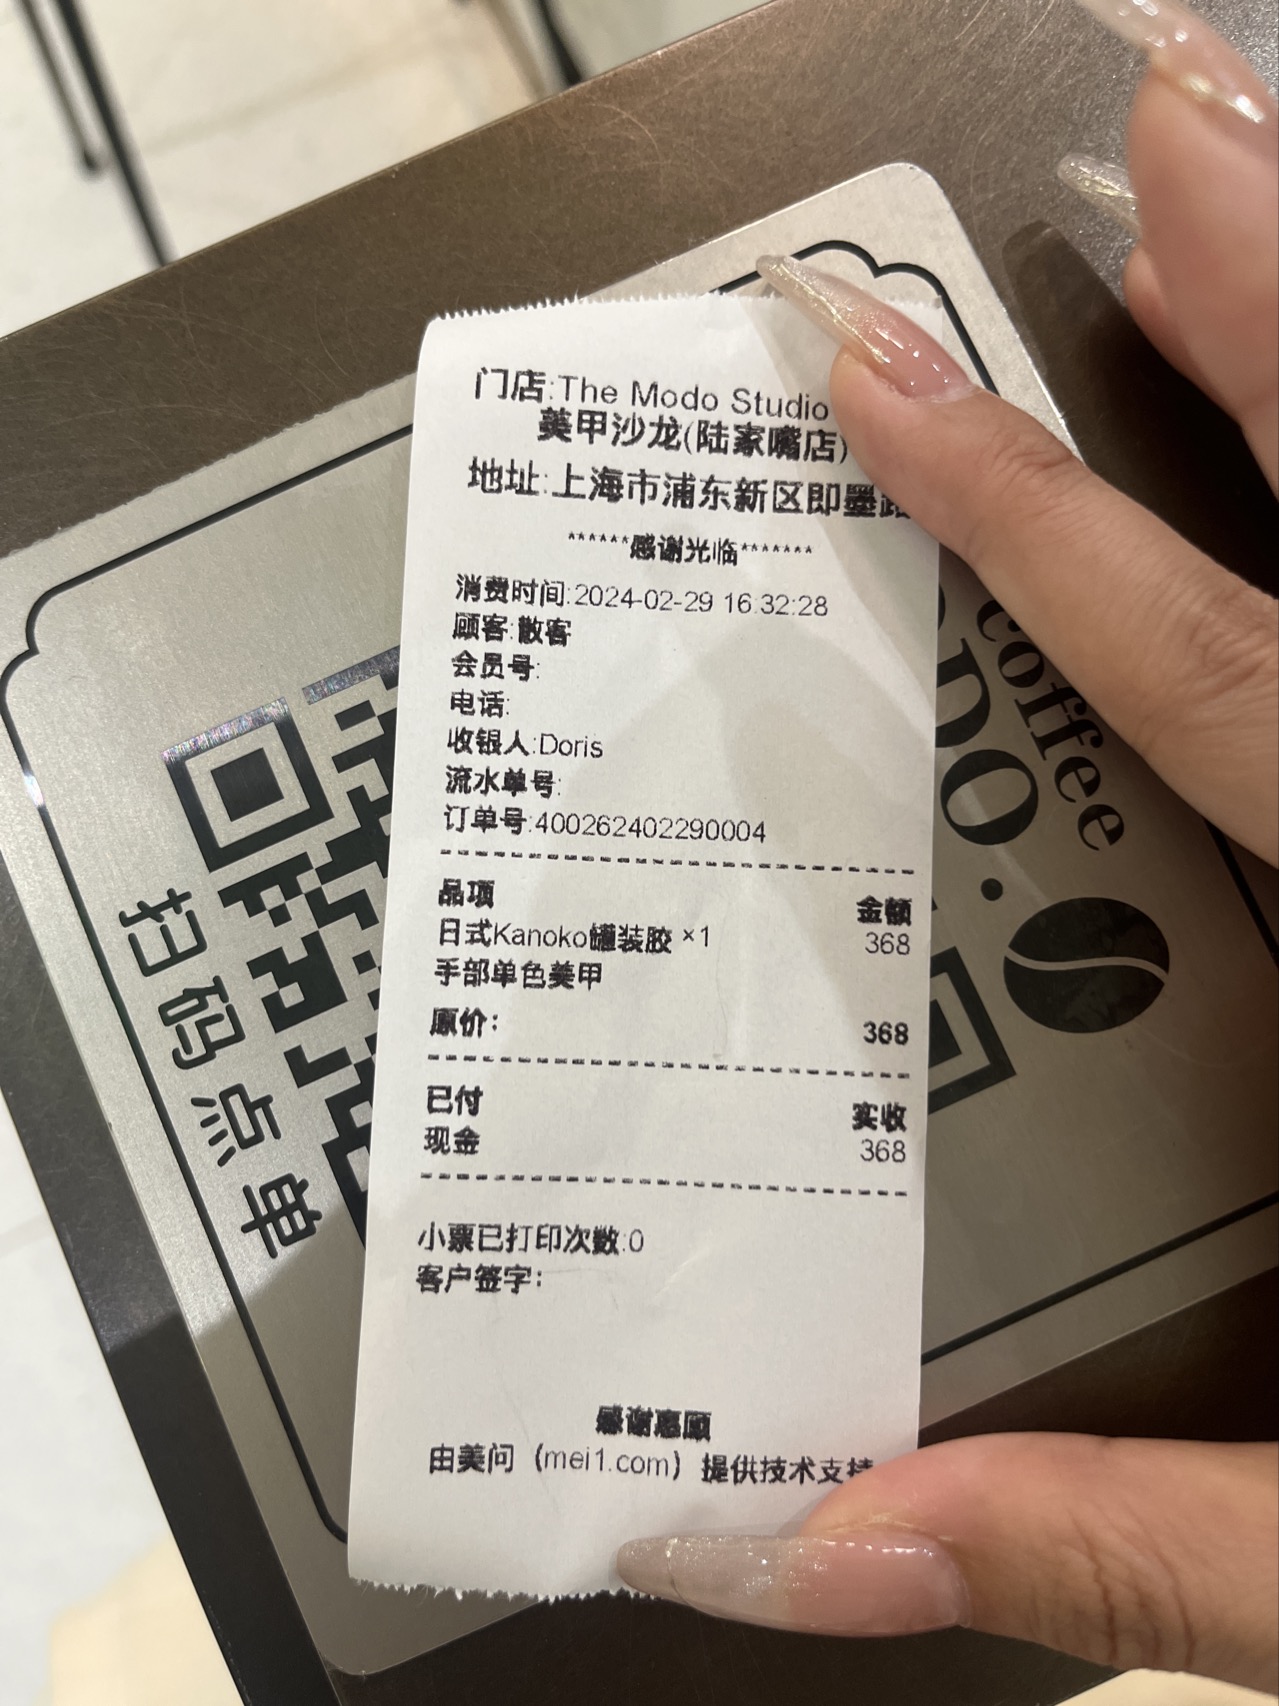 门店:The Modo Studio
美甲沙龙(陆家嘴店)
地址:上海市浦东新区即墨路
******感谢光临*******
消费时间:2024-02-29 16:32:28
顾客:散客
会员号:
电话:
收银人:Doris
流水单号:
订单号:400262402290004
品项 金额
日式Kanoko罐装胶 ×1 368
手部单色美甲
原价: 368
已付 实收
现金 368
小票已打印次数:0
客户签字:
感谢惠顾
由美问（mei1.com）提供技术支持
扫码点单
coffee